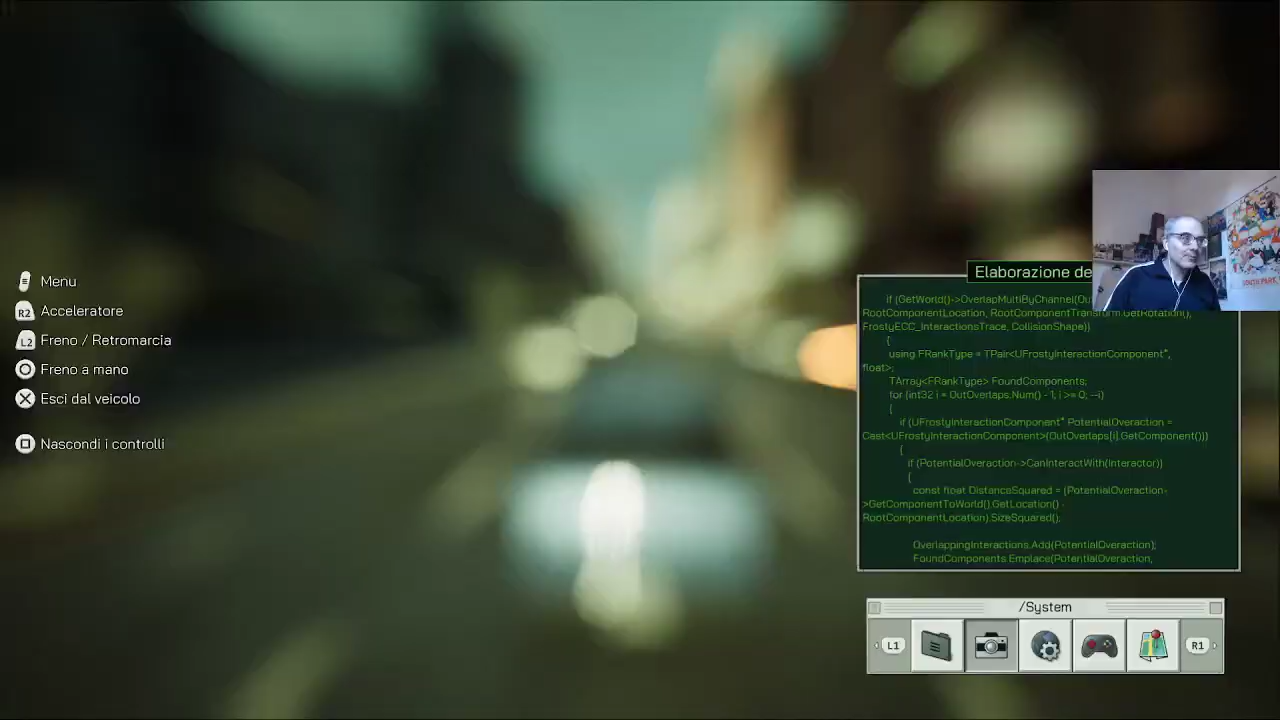 Menu
R2 Acceleratore
L2 Freno / Retromarcia
Freno a mano
Esci dal veicolo
Nascondi i controlli
Elaborazione de
if (GetWorld()->OverlapMultiByChannel(Out
RootComponentLocation, RootComponentTransform.GetRotation(),
FrostyECC_InteractionsTrace, CollisionShape))
{
using FRankType = TPair<UFrostyInteractionComponent*,
float>;
TArray<FRankType> FoundComponents;
for (int32 i = OutOverlaps.Num() - 1; i >= 0; --i)
{
if (UFrostyInteractionComponent* PotentialOveraction =
Cast<UFrostyInteractionComponent>(OutOverlaps[i].GetComponent()))
{
if (PotentialOveraction->CanInteractWith(Interactor))
{
const float DistanceSquared = (PotentialOveraction-
>GetComponentToWorld().GetLocation() -
RootComponentLocation).SizeSquared();
OverlappingInteractions.Add(PotentialOveraction);
FoundComponents.Emplace(PotentialOveraction,
/System
L1 R1
SOUTH PARK